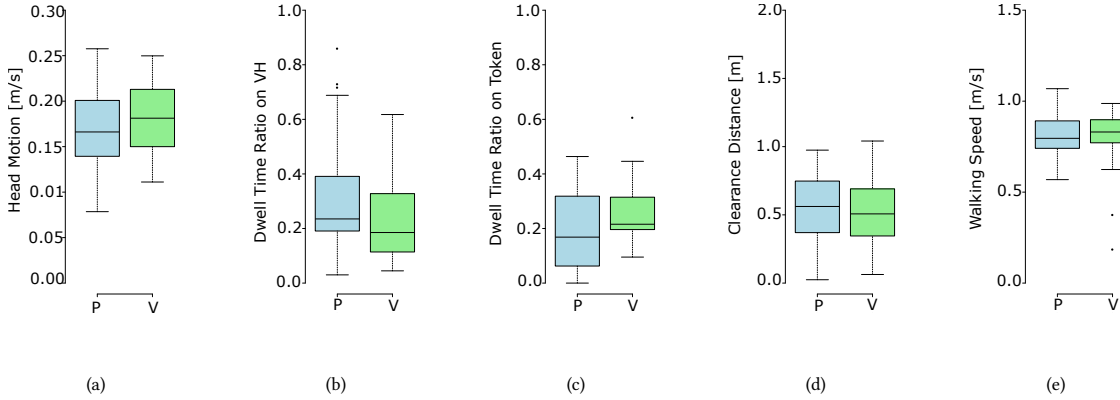 Head Motion [m/s]
0.30
0.25
0.20
0.15
0.01
0.05
0.00
P V
(a)
Dwell Time Ratio on VH
1.0
0.8
0.6
0.4
0.2
0.0
P V
(b)
Dwell Time Ratio on Token
1.0
0.8
0.6
0.4
0.2
0.0
P V
(c)
Clearance Distance [m]
2.0
1.5
1.0
0.5
0.0
P V
(d)
Walking Speed [m/s]
1.5
1.0
0.5
0.0
P V
(e)